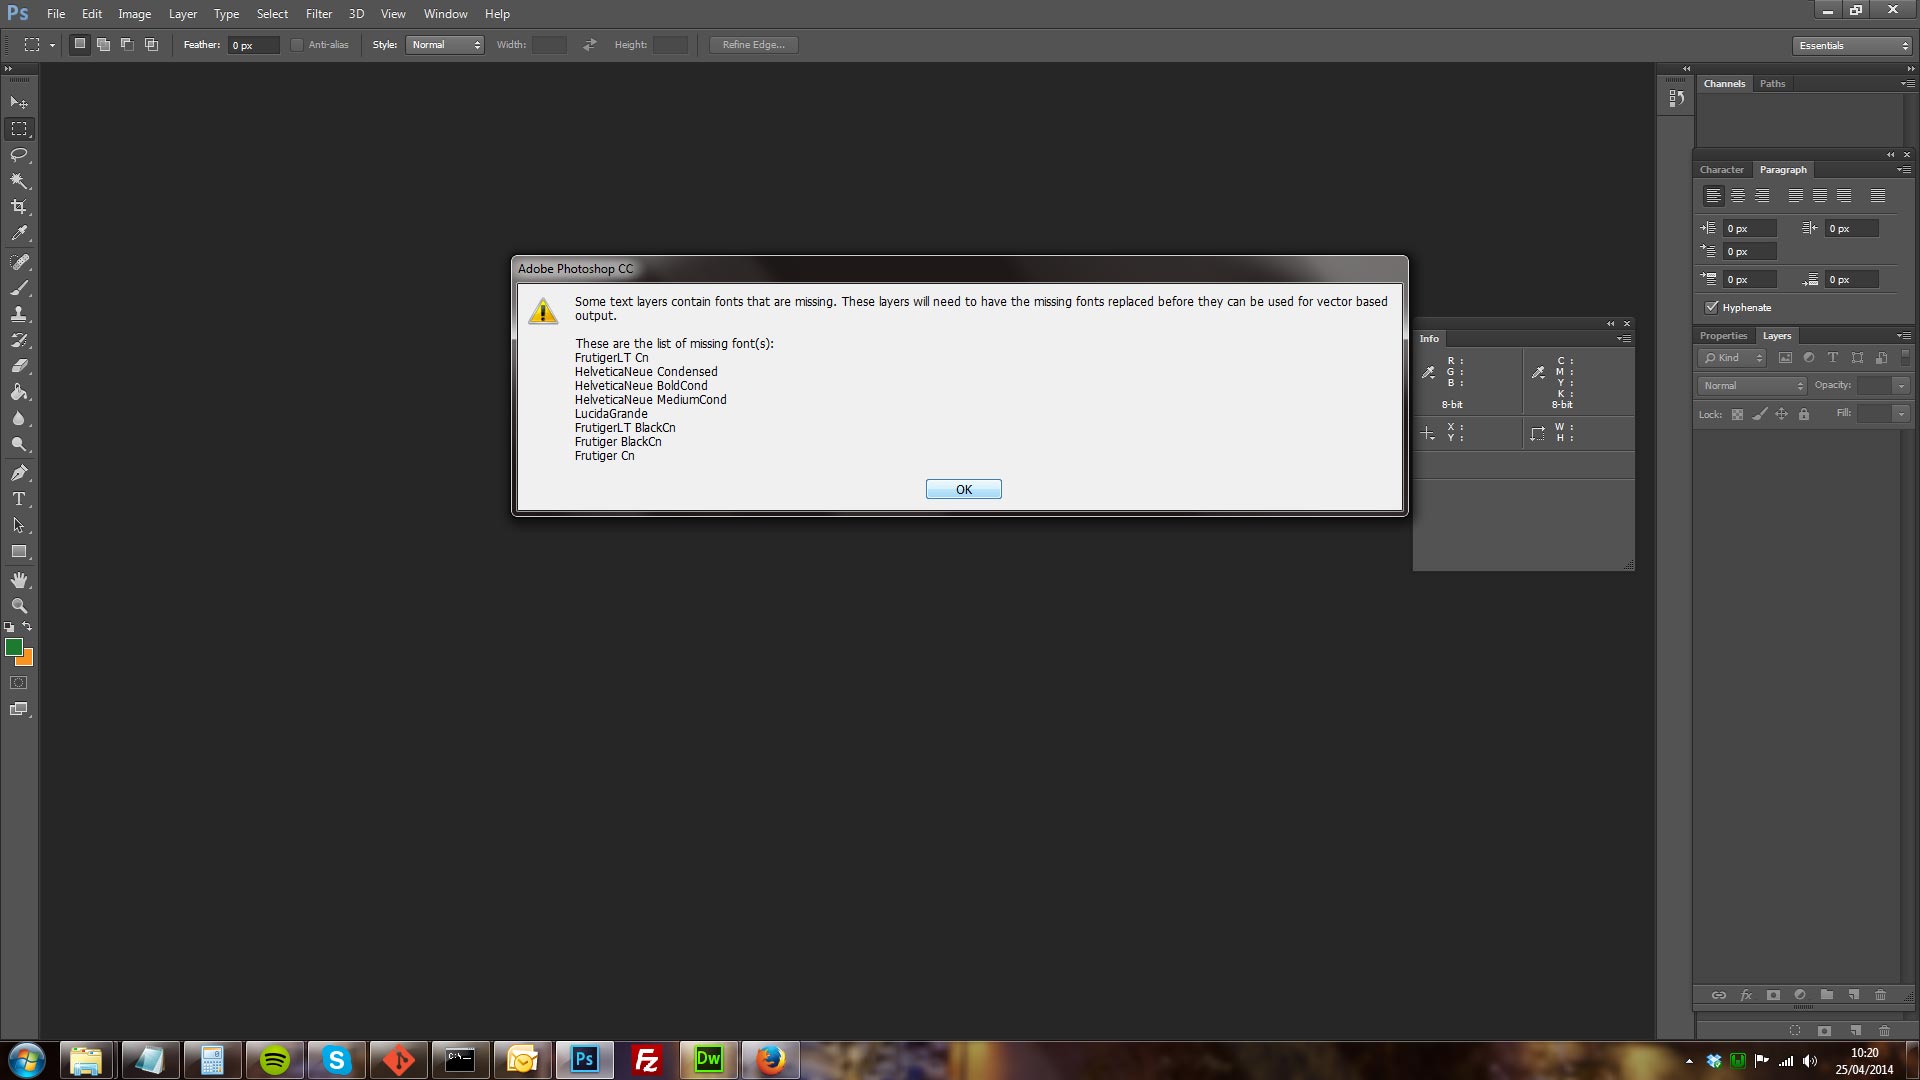 Ps File Edit Image Layer Type Select Filter 3D View Window Help
Feather: 0 px Anti-alias Style: Normal Width: Height: Refine Edge... Essentials
Channels Paths
Character Paragraph
0 px 0 px
0 px
0 px 0 px
Hyphenate
Properties Layers
Kind
Normal Opacity:
Lock: Fill:
Adobe Photoshop CC
Some text layers contain fonts that are missing. These layers will need to have the missing fonts replaced before they can be used for vector based
output.
These are the list of missing font(s):
FrutigerLT Cn
HelveticaNeue Condensed
HelveticaNeue BoldCond
HelveticaNeue MediumCond
LucidaGrande
FrutigerLT BlackCn
Frutiger BlackCn
Frutiger Cn
OK
Info
R : C :
G : M :
B : Y :
K :
8-bit 8-bit
X : W :
Y : H :
T
fx
C:\_
Ps Fz Dw
10:20
25/04/2014